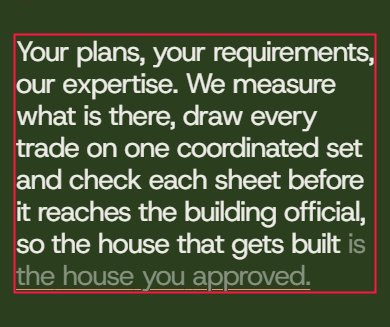 Your plans, your requirements,
our expertise. We measure
what is there, draw every
trade on one coordinated set
and check each sheet before
it reaches the building official,
so the house that gets built is
the house you approved.